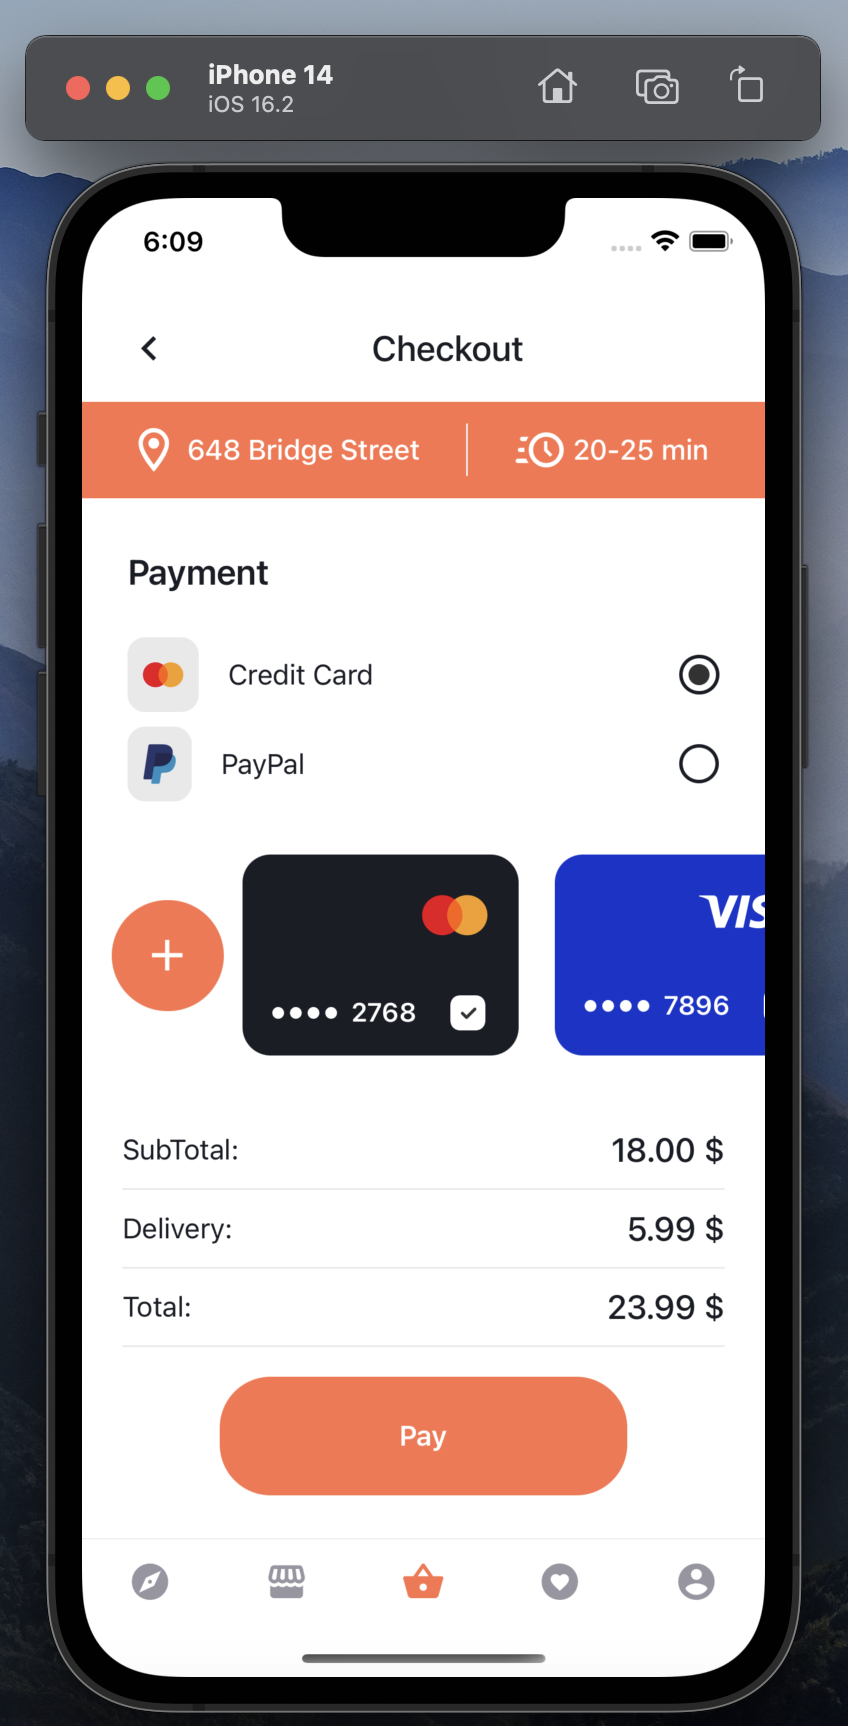 iPhone 14
iOS 16.2
6:09
Checkout
648 Bridge Street
20-25 min
Payment
Credit Card
PayPal
VIS
•••• 2768
•••• 7896
SubTotal: 18.00 $
Delivery: 5.99 $
Total: 23.99 $
Pay